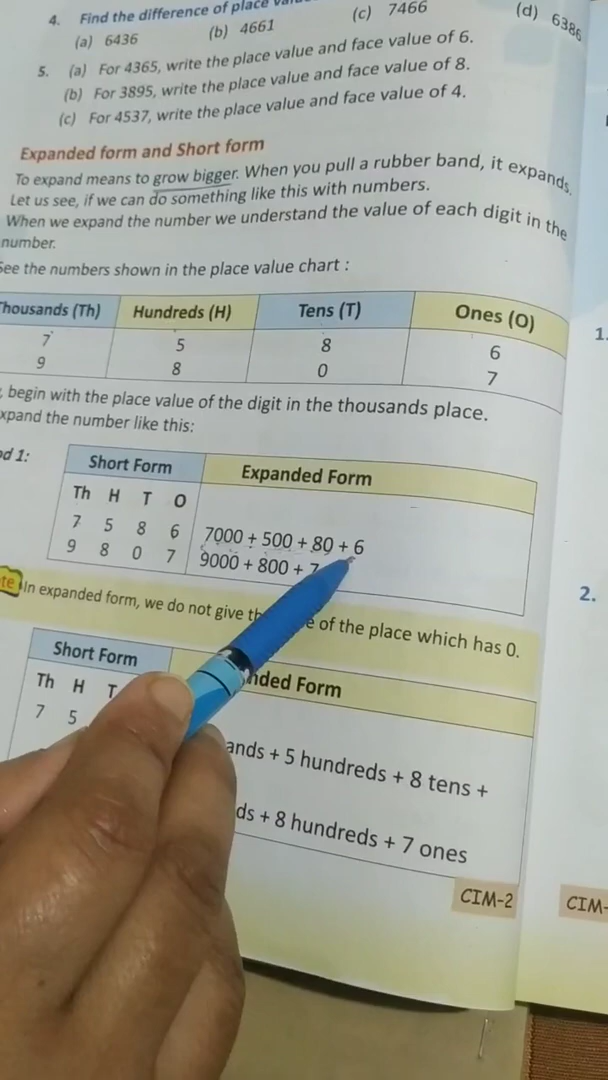 4. Find the difference of place
(a) 6436 (b) 4661 (c) 7466 (d) 6386
5. (a) For 4365, write the place value and face value of 6.
(b) For 3895, write the place value and face value of 8.
(c) For 4537, write the place value and face value of 4.
Expanded form and Short form
To expand means to grow bigger. When you pull a rubber band, it expands.
Let us see, if we can do something like this with numbers.
When we expand the number we understand the value of each digit in the
number.
See the numbers shown in the place value chart :
Thousands (Th) Hundreds (H) Tens (T) Ones (O)
7 5 8 6
9 8 0 7
begin with the place value of the digit in the thousands place.
xpand the number like this:
od 1:
Short Form Expanded Form
Th H T O
7 5 8 6 7000 + 500 + 80 + 6
9 8 0 7 9000 + 800 + 7
te In expanded form, we do not give of the place which has 0.
Short Form nded Form
Th H T
7 5
ands + 5 hundreds + 8 tens +
ds + 8 hundreds + 7 ones
CIM-2
1.
2.
CIM-